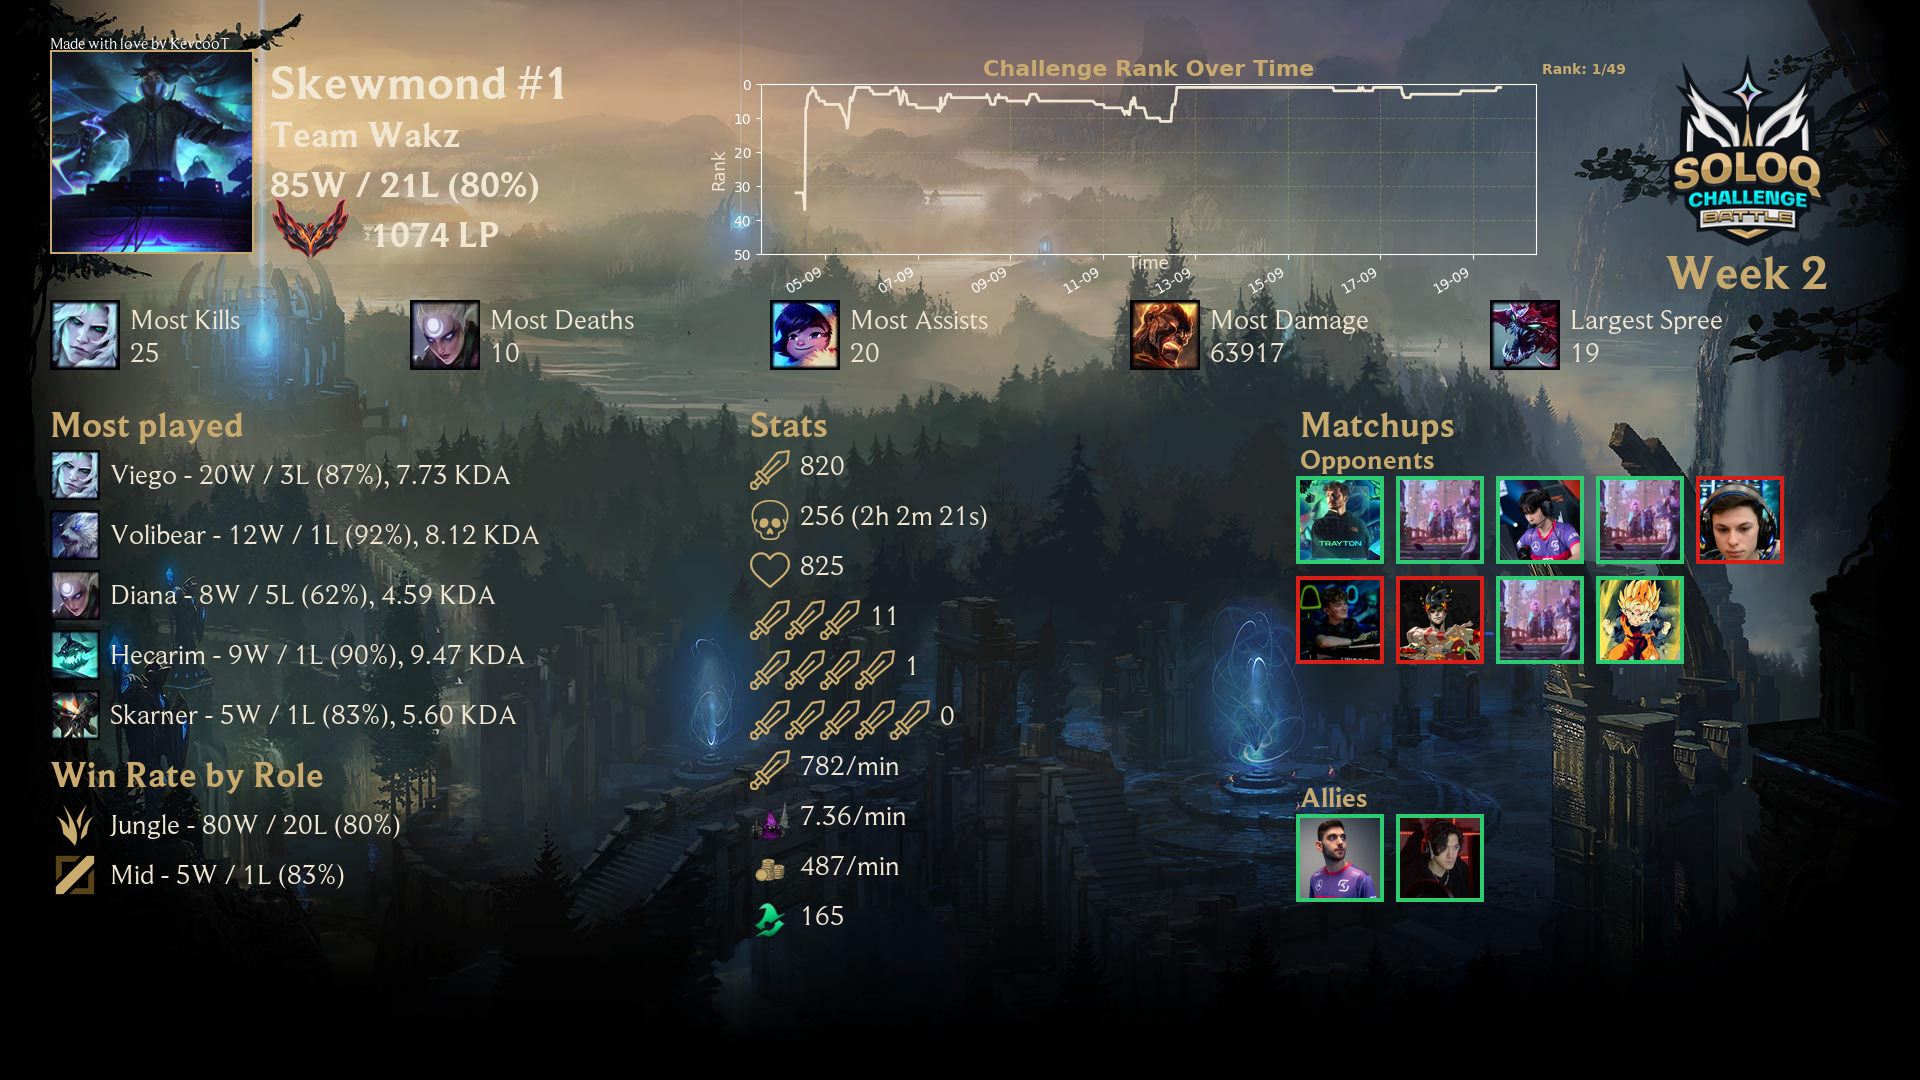 Made with love by KevcooT
Skewmond #1
Team Wakz
85W / 21L (80%)
1074 LP
Challenge Rank Over Time
Rank: 1/49
Rank
0
10
20
30
40
50
05-09
07-09
09-09
11-09
13-09
15-09
17-09
19-09
Time
SOLOQ
CHALLENGE
BATTLE
Week 2
Most Kills
25
Most Deaths
10
Most Assists
20
Most Damage
63917
Largest Spree
19
Most played
Viego - 20W / 3L (87%), 7.73 KDA
Volibear - 12W / 1L (92%), 8.12 KDA
Diana - 8W / 5L (62%), 4.59 KDA
Hecarim - 9W / 1L (90%), 9.47 KDA
Skarner - 5W / 1L (83%), 5.60 KDA
Win Rate by Role
Jungle - 80W / 20L (80%)
Mid - 5W / 1L (83%)
Stats
820
256 (2h 2m 21s)
825
11
1
0
782/min
7.36/min
487/min
165
Matchups
Opponents
TRAYTON
Allies